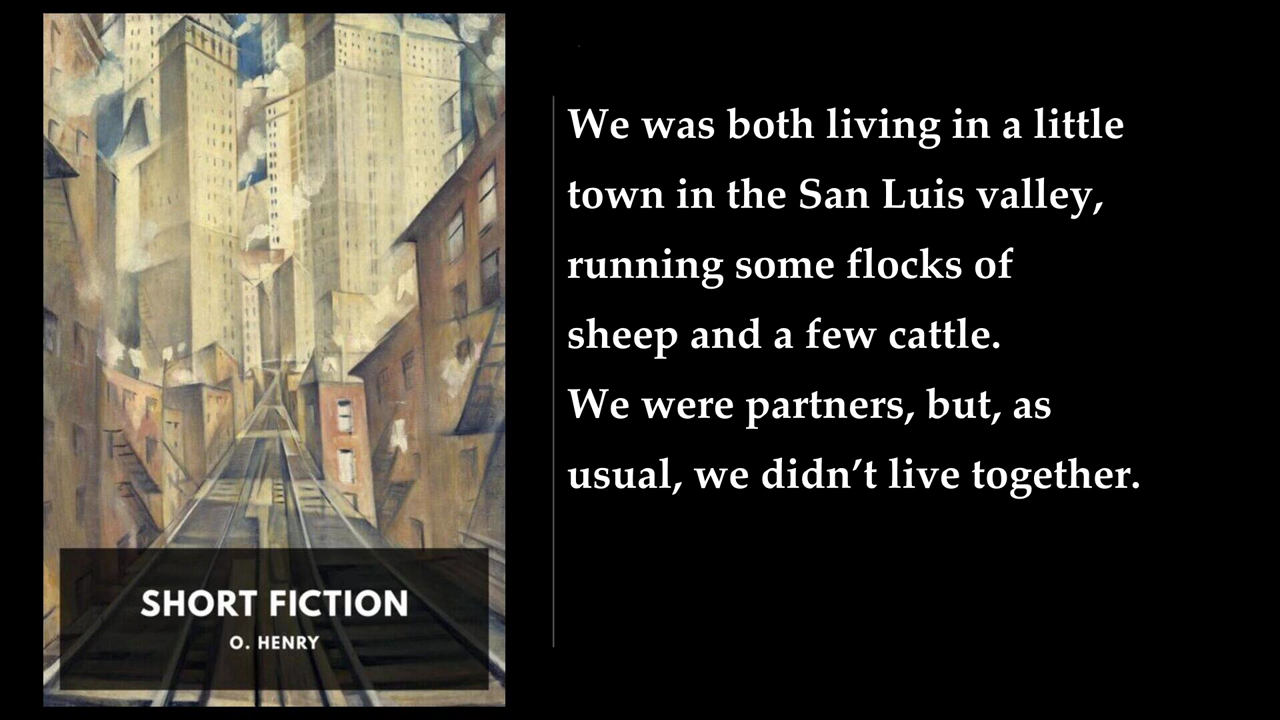 We was both living in a little
town in the San Luis valley,
running some flocks of
sheep and a few cattle.
We were partners, but, as
usual, we didn’t live together.
SHORT FICTION
O. HENRY